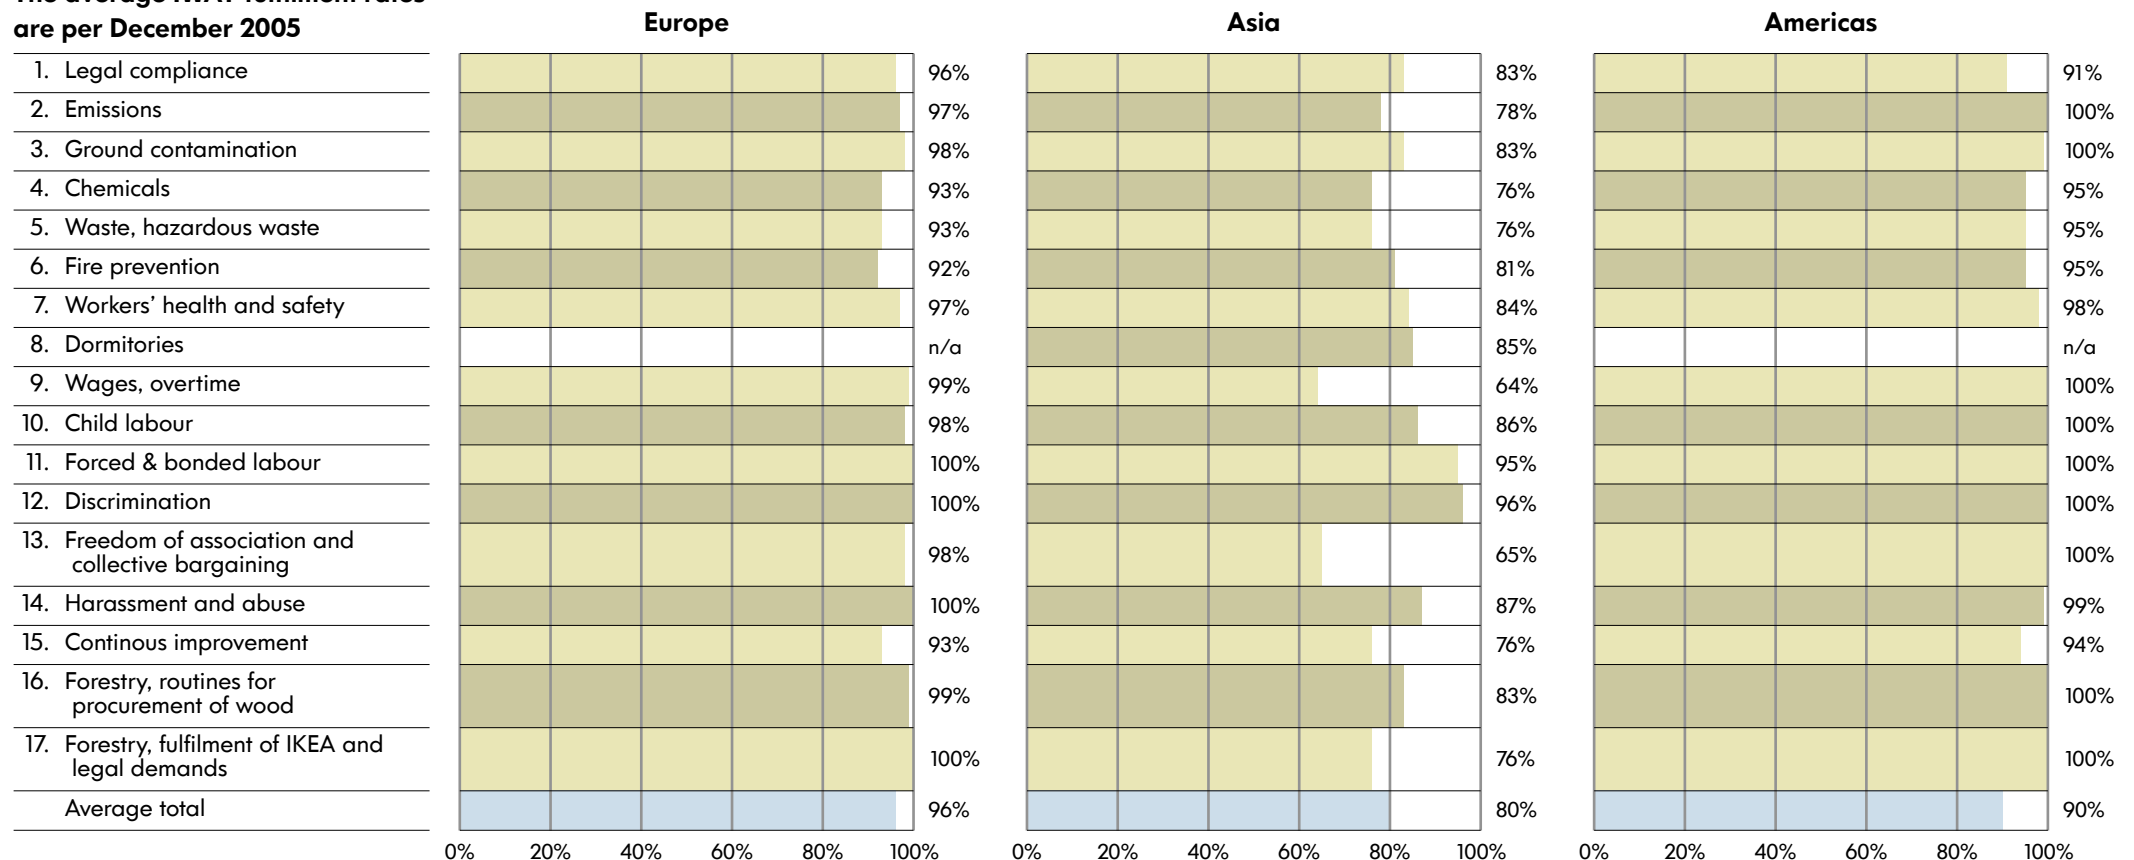 are per December 2005
Europe
Asia
Americas
1. Legal compliance 96% 83% 91%
2. Emissions 97% 78% 100%
3. Ground contamination 98% 83% 100%
4. Chemicals 93% 76% 95%
5. Waste, hazardous waste 93% 76% 95%
6. Fire prevention 92% 81% 95%
7. Workers' health and safety 97% 84% 98%
8. Dormitories n/a 85% n/a
9. Wages, overtime 99% 64% 100%
10. Child labour 98% 86% 100%
11. Forced & bonded labour 100% 95% 100%
12. Discrimination 100% 96% 100%
13. Freedom of association and
collective bargaining 98% 65% 100%
14. Harassment and abuse 100% 87% 99%
15. Continous improvement 93% 76% 94%
16. Forestry, routines for
procurement of wood 99% 83% 100%
17. Forestry, fulfilment of IKEA and
legal demands 100% 76% 100%
Average total 96% 80% 90%
0% 20% 40% 60% 80% 100% 0% 20% 40% 60% 80% 100% 0% 20% 40% 60% 80% 100%